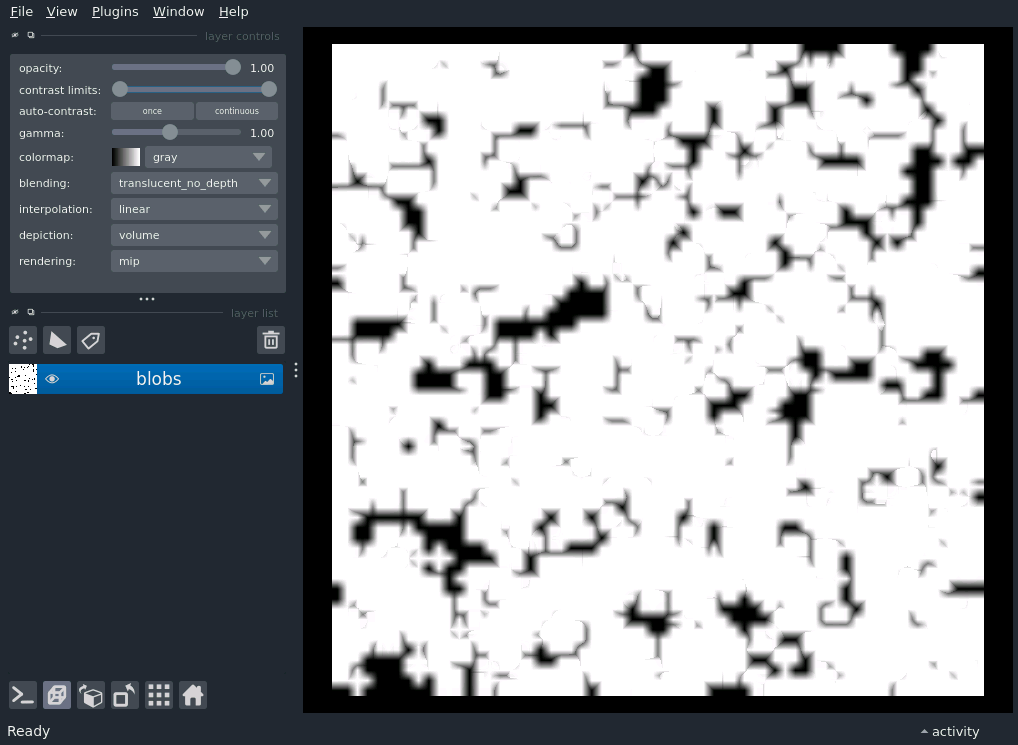 File View Plugins Window Help
layer controls
opacity: 1.00
contrast limits:
auto-contrast: once continuous
gamma: 1.00
colormap: gray
blending: translucent_no_depth
interpolation: linear
depiction: volume
rendering: mip
layer list
blobs
Ready activity